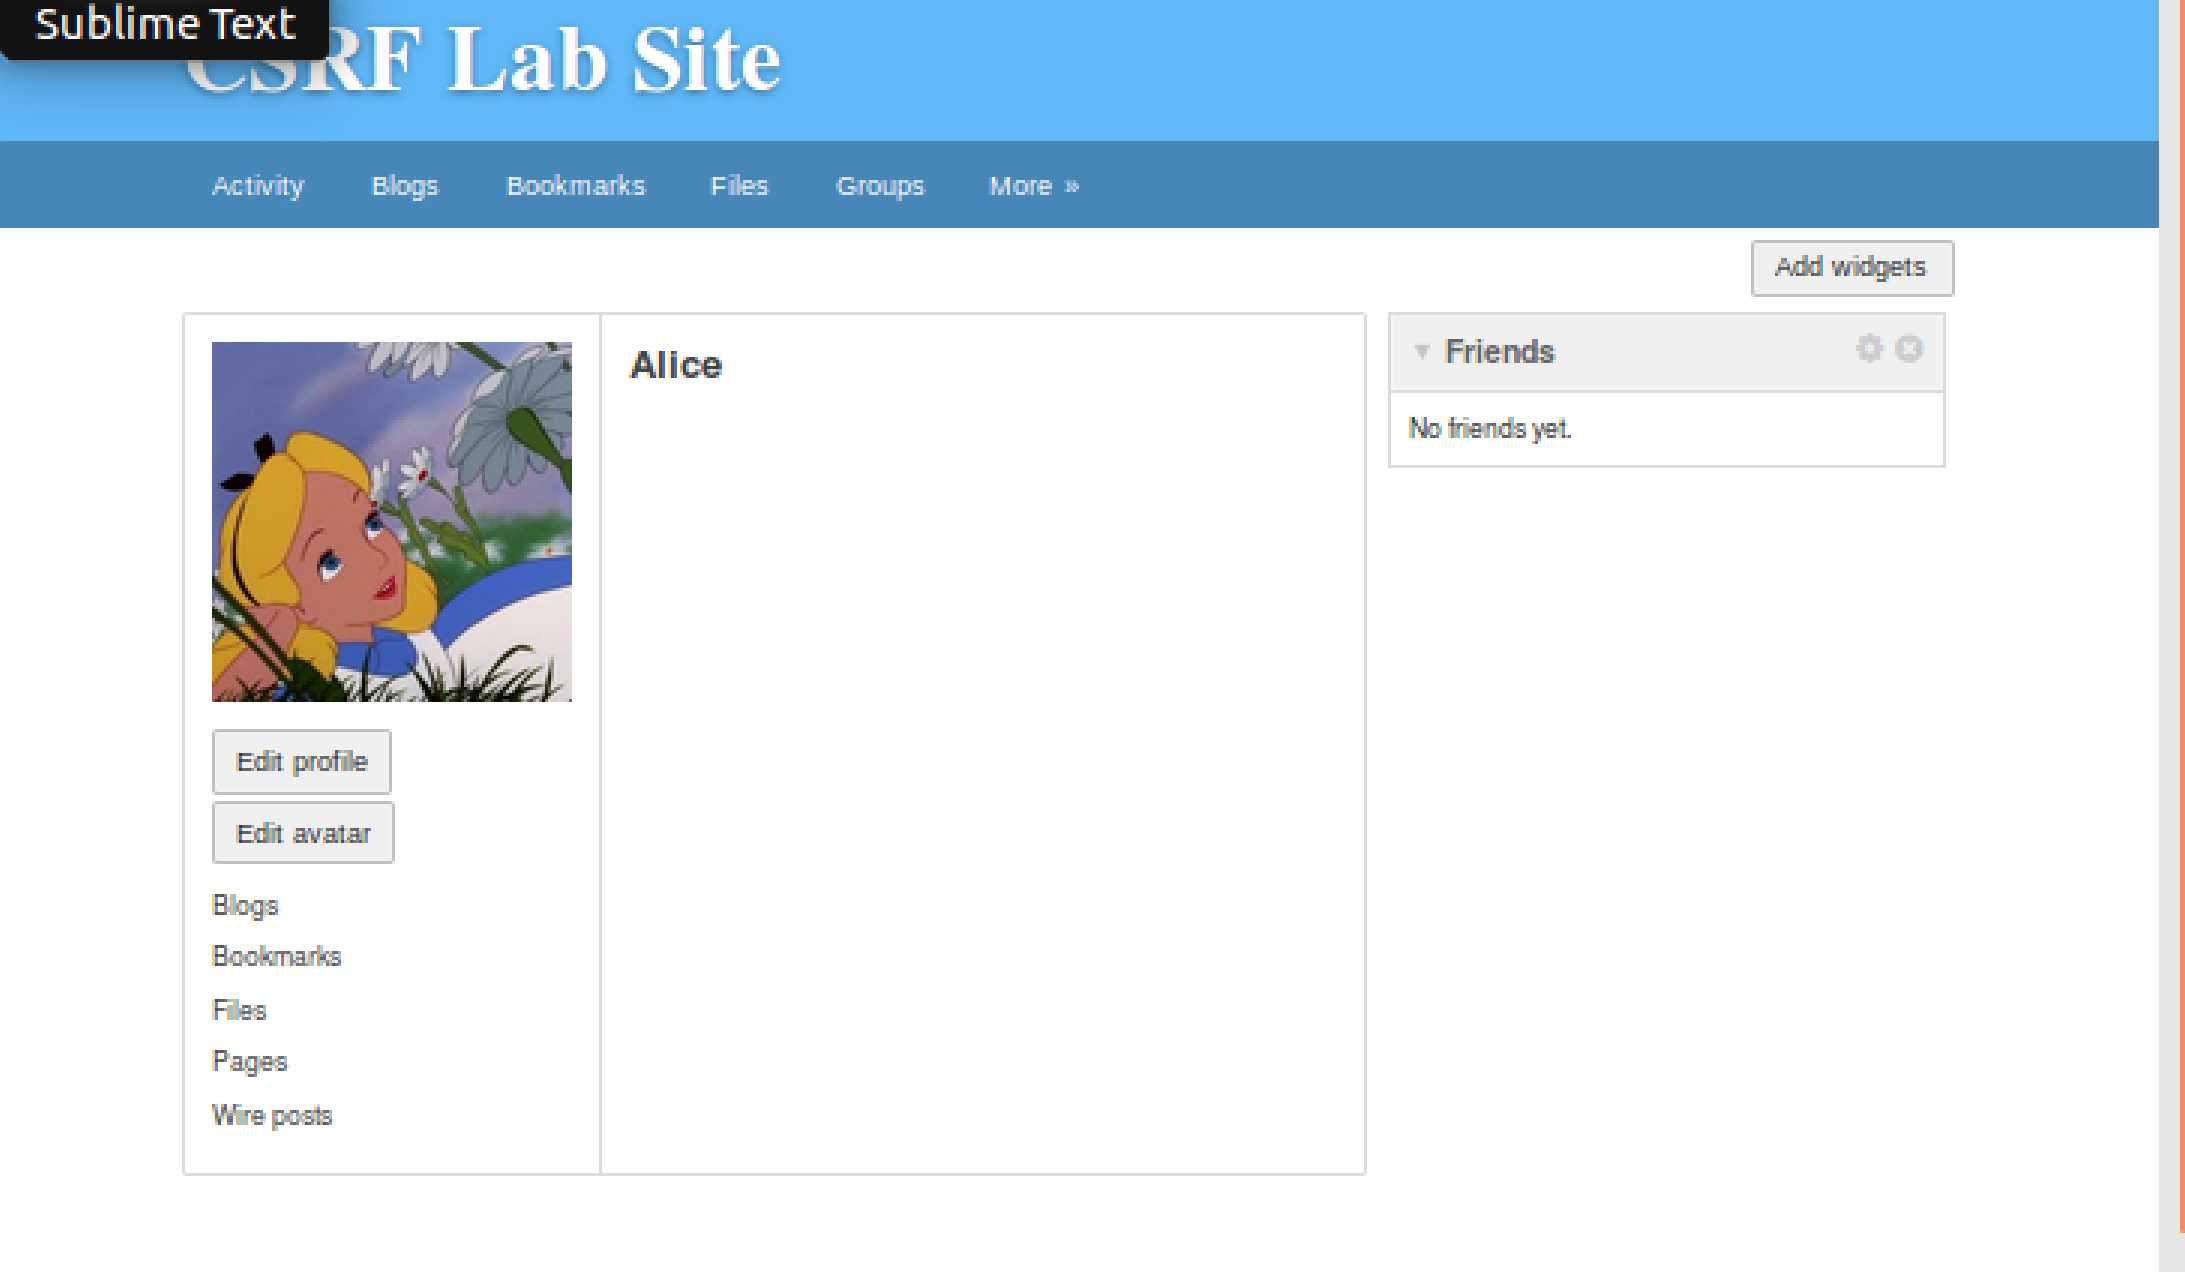 Sublime Text
CSRF Lab Site
Activity Blogs Bookmarks Files Groups More »
Add widgets
Alice
Friends
No friends yet.
Edit profile
Edit avatar
Blogs
Bookmarks
Files
Pages
Wire posts